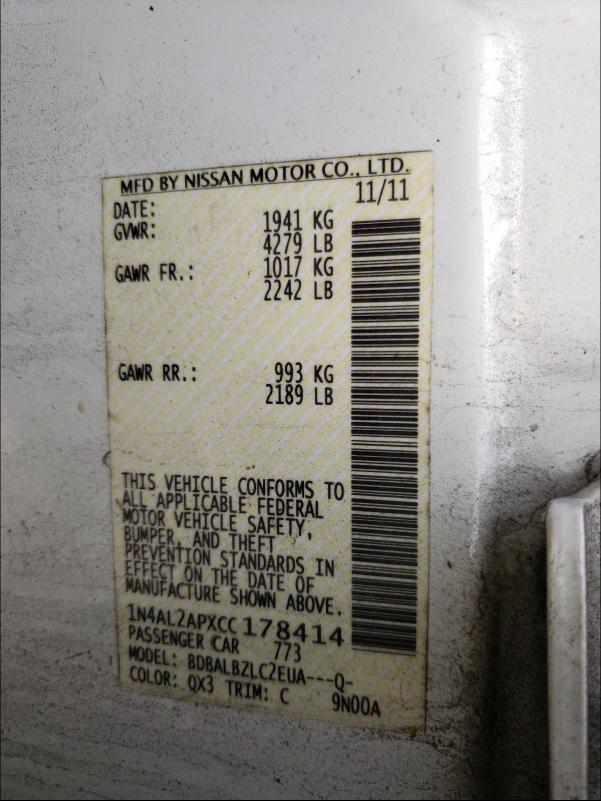 MFD BY NISSAN MOTOR CO., LTD.
DATE: 11/11
GVWR: 1941 KG
4279 LB
GAWR FR.: 1017 KG
2242 LB
GAWR RR.: 993 KG
2189 LB
THIS VEHICLE CONFORMS TO
ALL APPLICABLE FEDERAL
MOTOR VEHICLE SAFETY,
BUMPER, AND THEFT
PREVENTION STANDARDS IN
EFFECT ON THE DATE OF
MANUFACTURE SHOWN ABOVE.
1N4AL2APXCC178414
PASSENGER CAR 773
MODEL: BDBALBZLC2EUA---Q-
COLOR: QX3 TRIM: C 9N00A